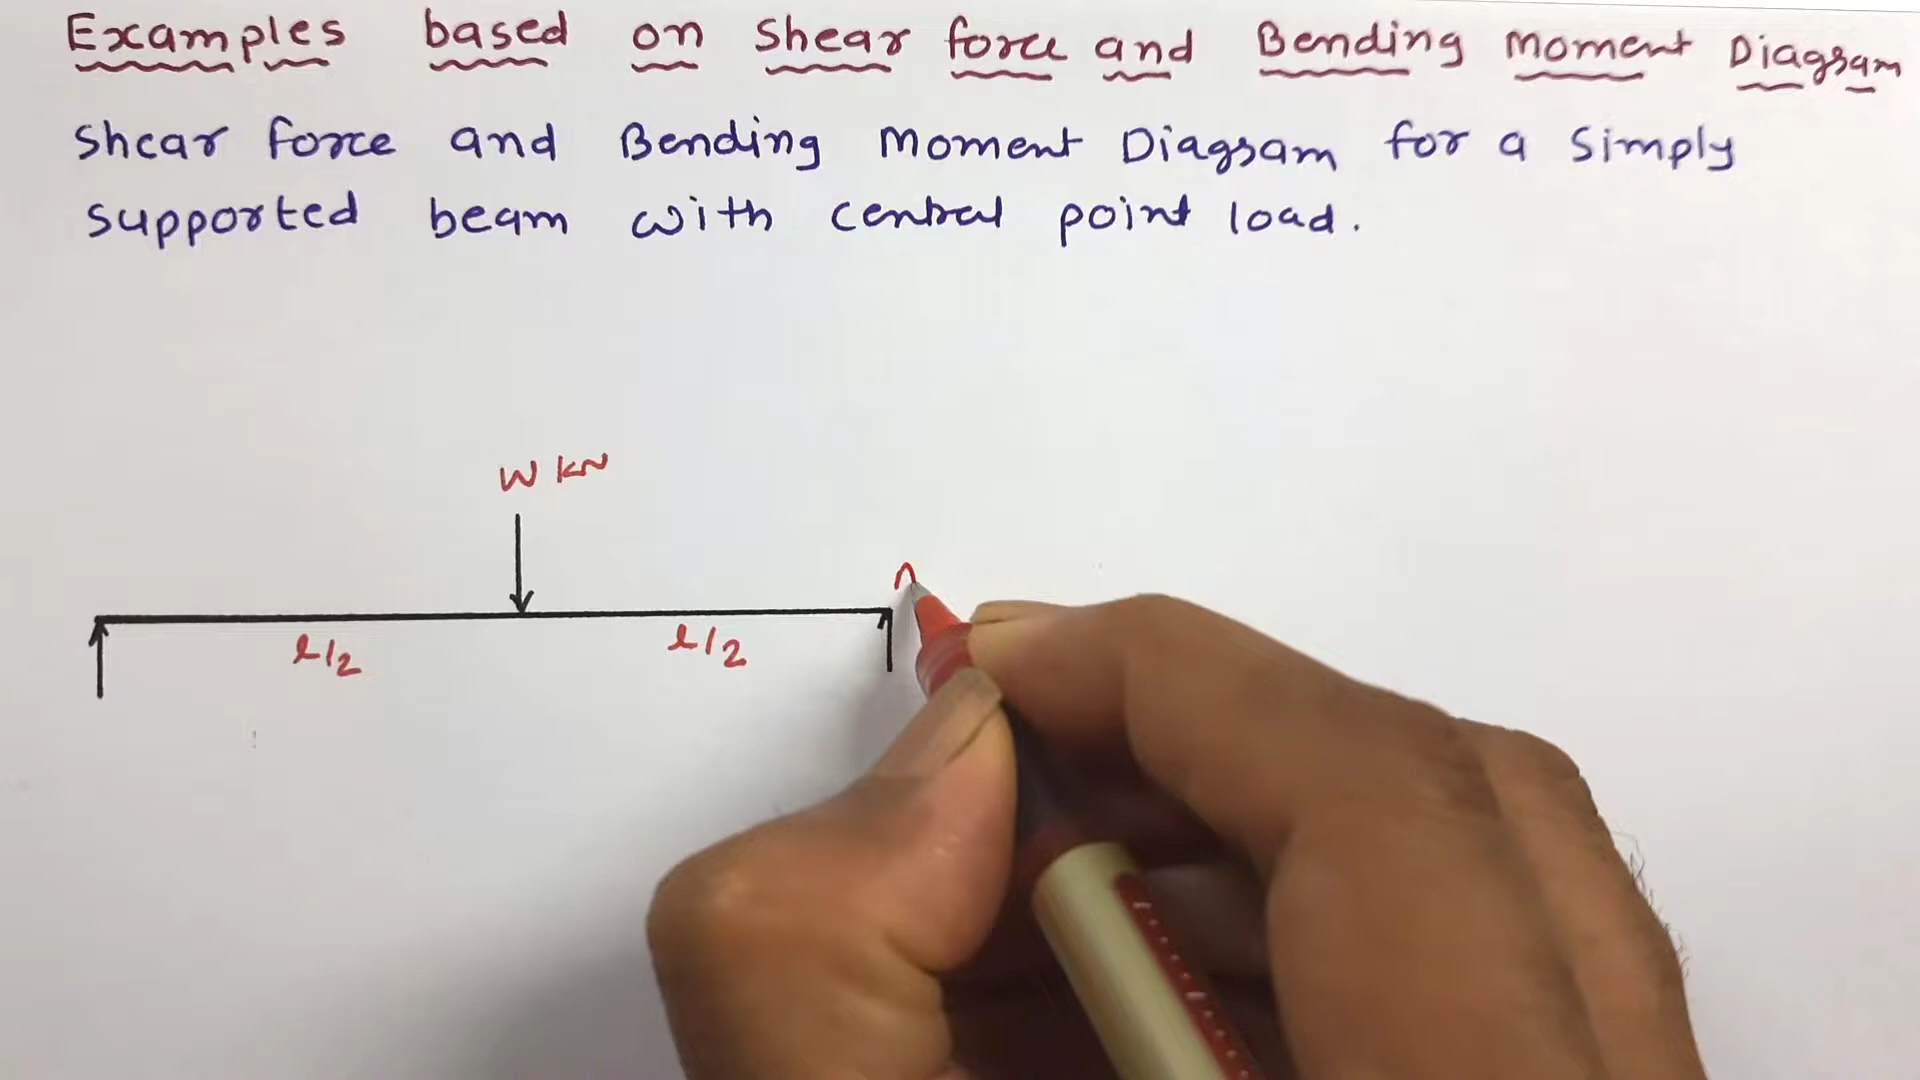 Examples based on shear force and Bending Moment Diagram
Shear force and Bending Moment Diagram for a simply
supported beam with central point load.
W KN
l/2 l/2
A